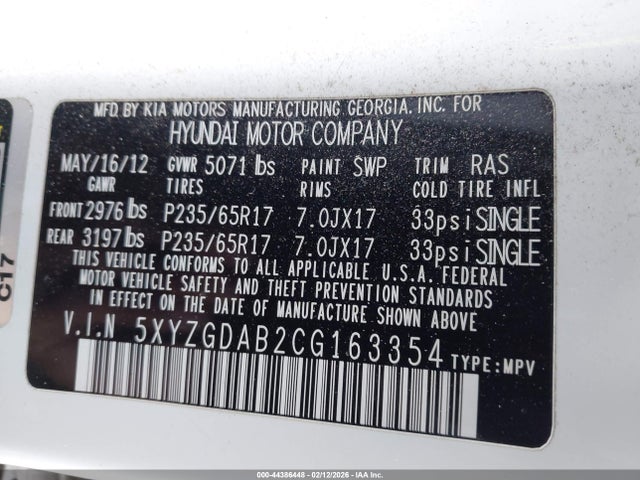 MFD. BY KIA MOTORS MANUFACTURING GEORGIA. INC. FOR
HYUNDAI MOTOR COMPANY
MAY/16/12 GVWR 5071 lbs PAINT SWP TRIM RAS
GAWR TIRES RIMS COLD TIRE INFL
FRONT 2976 lbs P235/65R17 7.0JX17 33psi SINGLE
REAR 3197 lbs P235/65R17 7.0JX17 33psi SINGLE
THIS VEHICLE CONFORMS TO ALL APPLICABLE U.S.A. FEDERAL
MOTOR VEHICLE SAFETY AND THEFT PREVENTION STANDARDS
IN EFFECT ON THE DATE OF MANUFACTURE SHOWN ABOVE
V.I.N 5XYZGDAB2CG163354 TYPE:MPV
C17
000-44386448 - 02/12/2026 - IAA Inc.